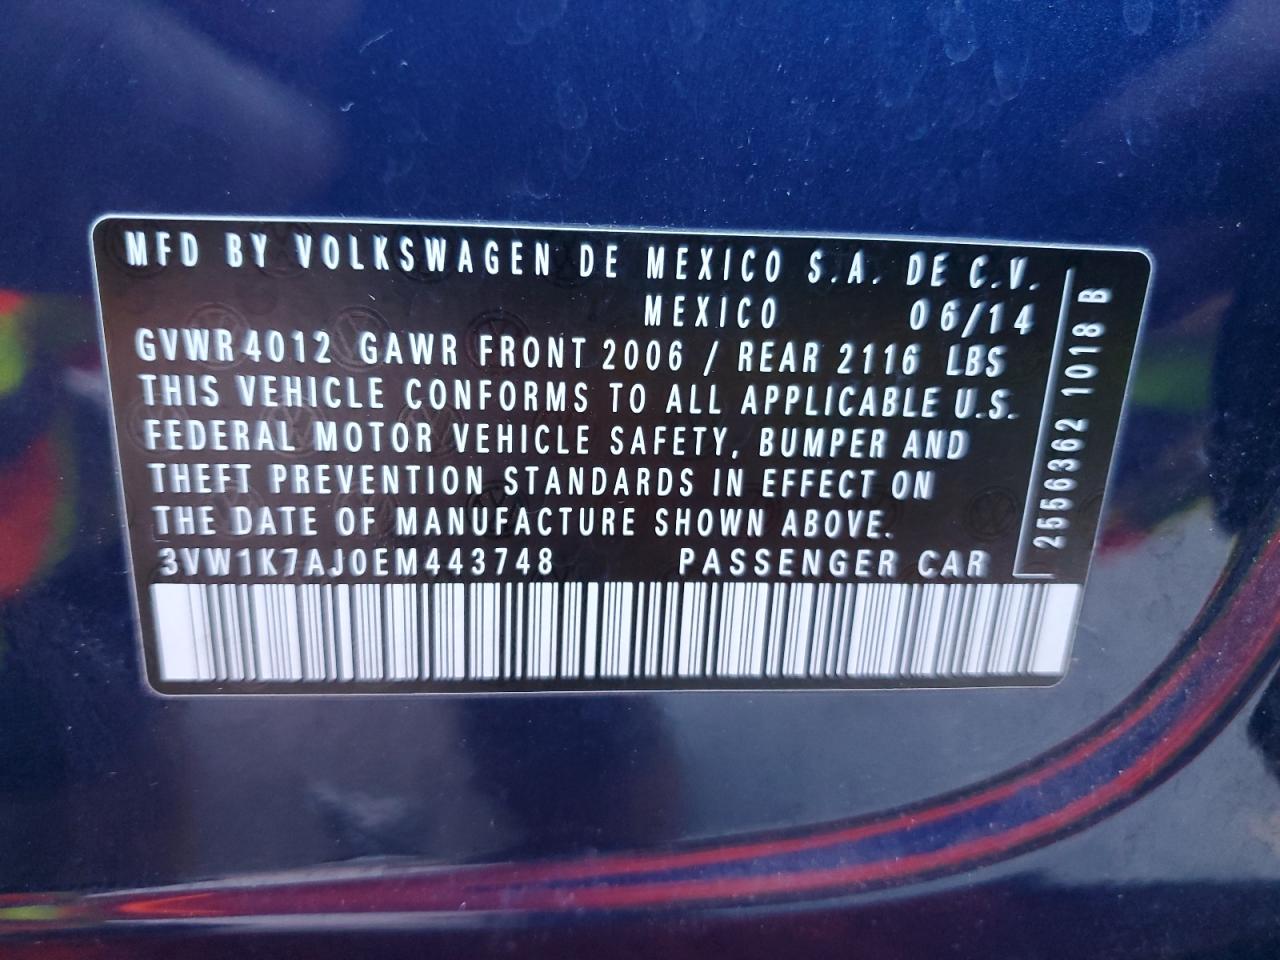 MFD BY VOLKSWAGEN DE MEXICO S.A. DE C.V.
MEXICO 06/14
GVWR 4012 GAWR FRONT 2006 / REAR 2116 LBS
THIS VEHICLE CONFORMS TO ALL APPLICABLE U.S.
FEDERAL MOTOR VEHICLE SAFETY, BUMPER AND
THEFT PREVENTION STANDARDS IN EFFECT ON
THE DATE OF MANUFACTURE SHOWN ABOVE.
3VW1K7AJ0EM443748 PASSENGER CAR
2556362 1018 B